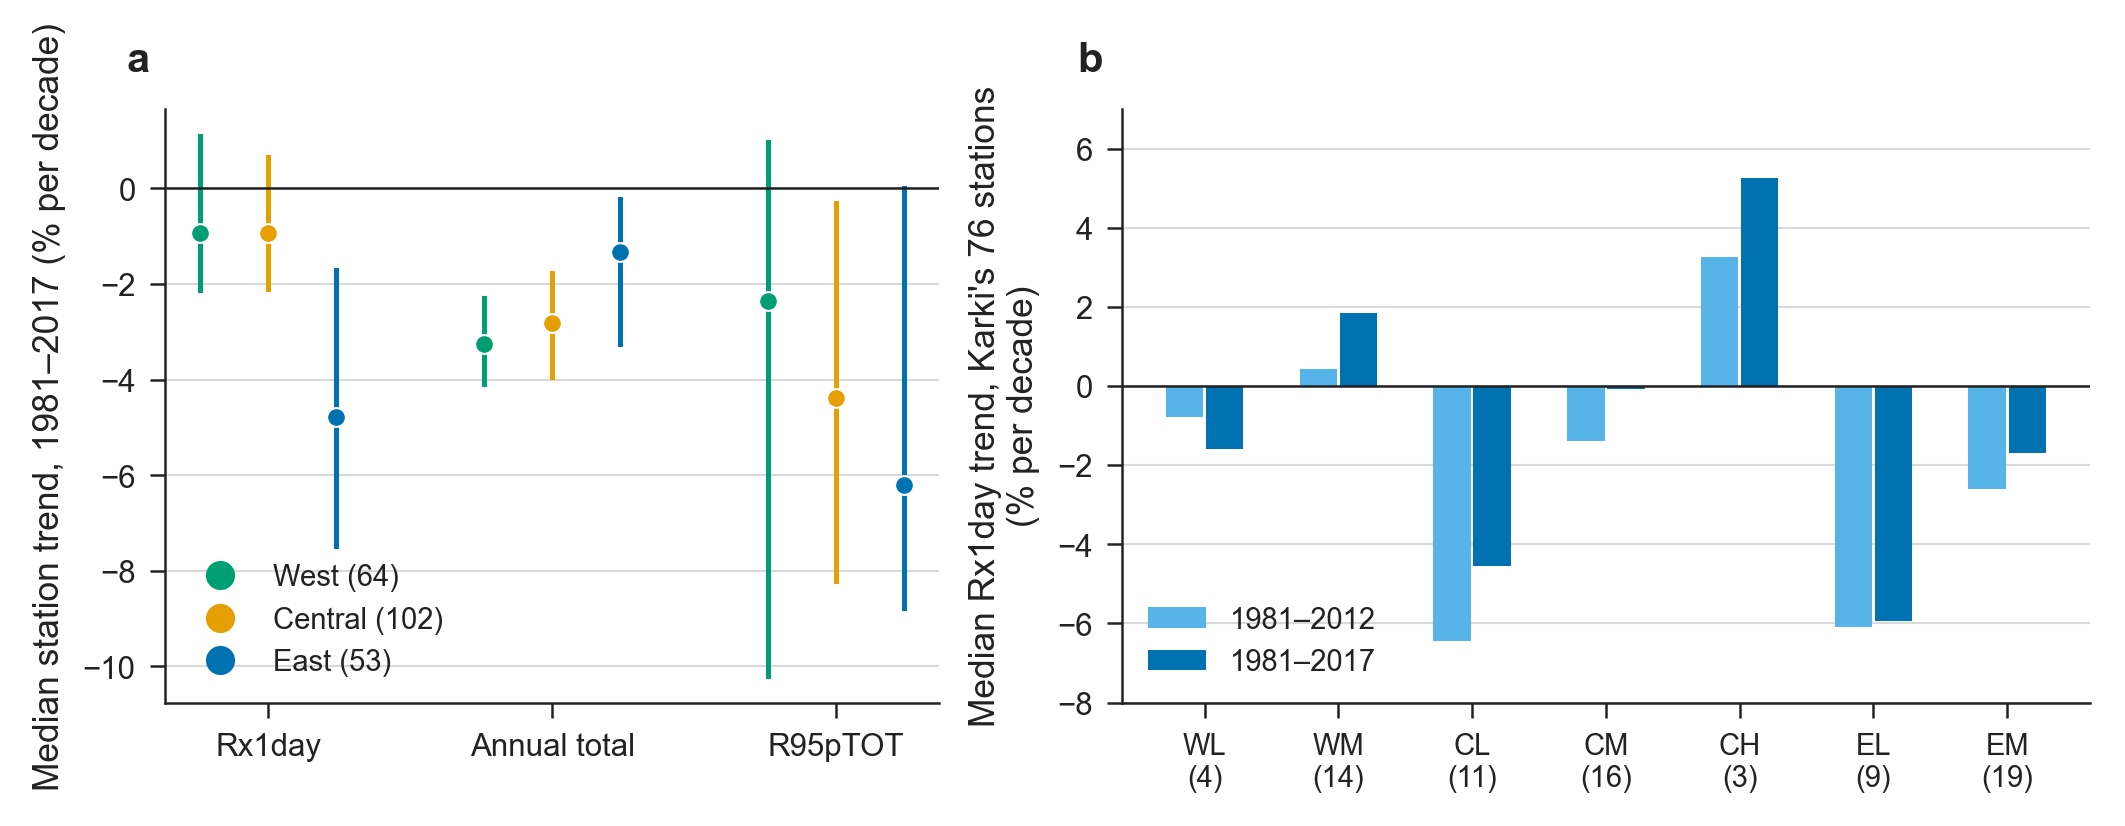 a
Median station trend, 1981–2017 (% per decade)
0
−2
−4
−6
−8
−10
West (64)
Central (102)
East (53)
Rx1day
Annual total
R95pTOT
b
Median Rx1day trend, Karki's 76 stations
(% per decade)
6
4
2
0
−2
−4
−6
−8
1981–2012
1981–2017
WL
(4)
WM
(14)
CL
(11)
CM
(16)
CH
(3)
EL
(9)
EM
(19)